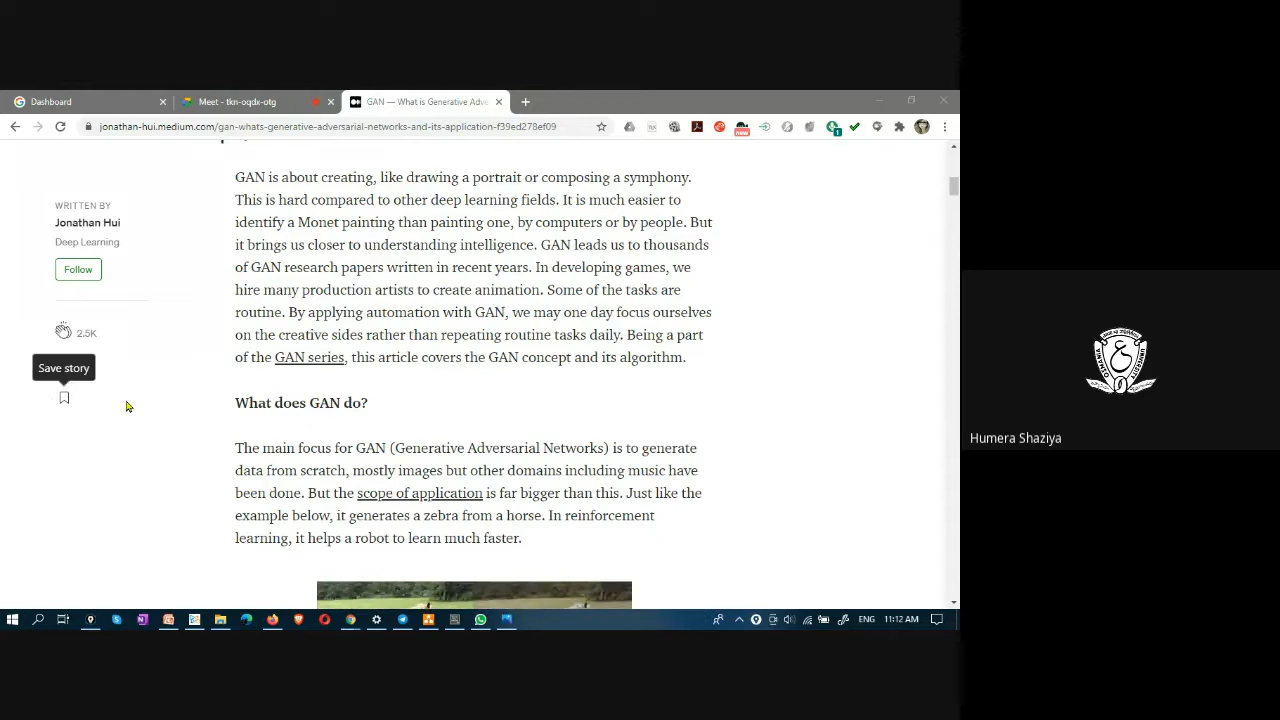 Dashboard
Meet - tkn-oqdx-otg
GAN — What is Generative Adve
jonathan-hui.medium.com/gan-whats-generative-adversarial-networks-and-its-application-f39ed278ef09
new
1
GAN is about creating, like drawing a portrait or composing a symphony.
This is hard compared to other deep learning fields. It is much easier to
identify a Monet painting than painting one, by computers or by people. But
it brings us closer to understanding intelligence. GAN leads us to thousands
of GAN research papers written in recent years. In developing games, we
hire many production artists to create animation. Some of the tasks are
routine. By applying automation with GAN, we may one day focus ourselves
on the creative sides rather than repeating routine tasks daily. Being a part
of the GAN series, this article covers the GAN concept and its algorithm.
WRITTEN BY
Jonathan Hui
Deep Learning
Follow
2.5K
Save story
What does GAN do?
The main focus for GAN (Generative Adversarial Networks) is to generate
data from scratch, mostly images but other domains including music have
been done. But the scope of application is far bigger than this. Just like the
example below, it generates a zebra from a horse. In reinforcement
learning, it helps a robot to learn much faster.
Humera Shaziya
ENG
11:12 AM